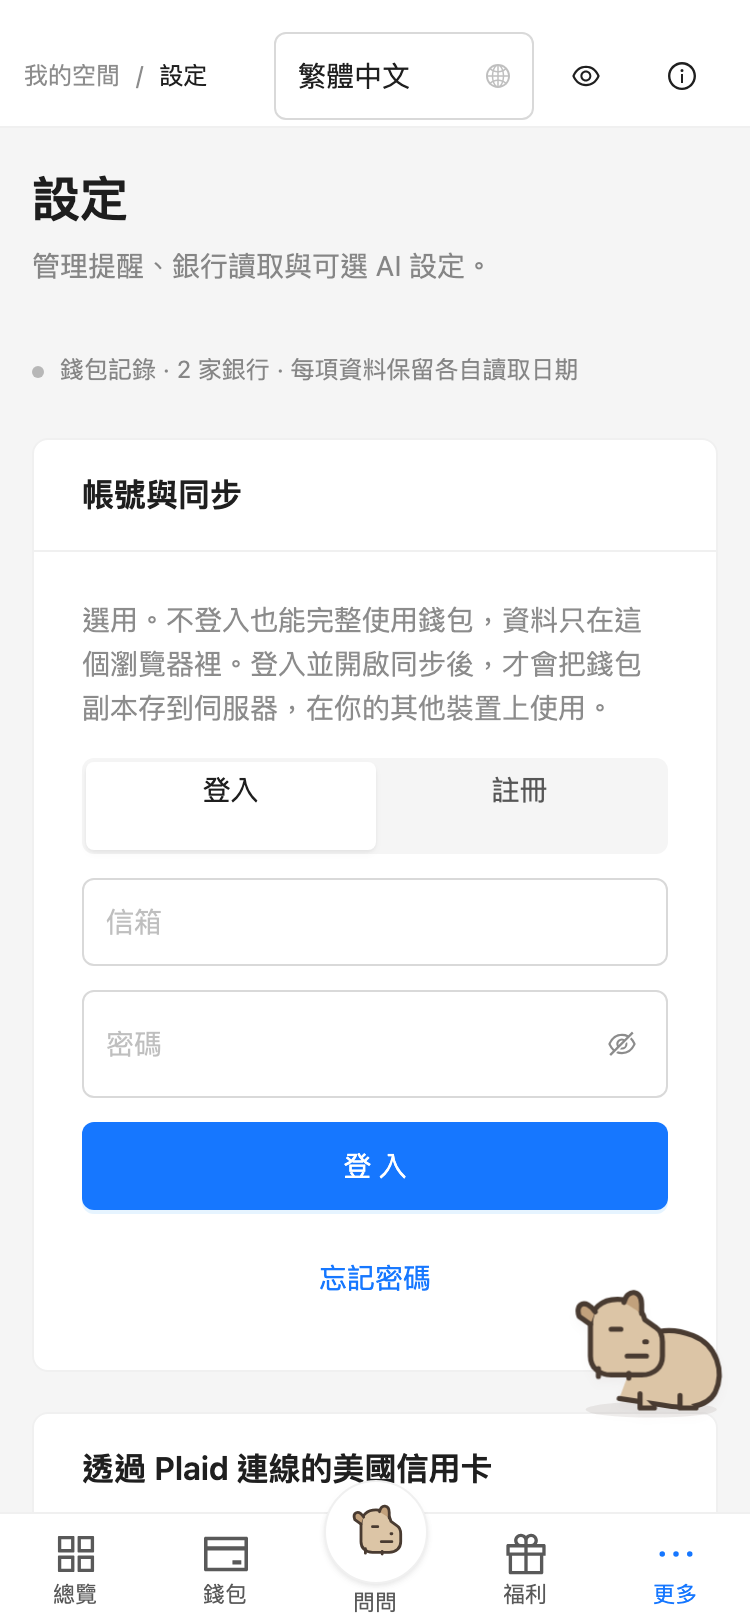 我的空間 / 設定
繁體中文
設定
管理提醒、銀行讀取與可選 AI 設定。
錢包記錄 · 2 家銀行 · 每項資料保留各自讀取日期
帳號與同步
選用。不登入也能完整使用錢包，資料只在這
個瀏覽器裡。登入並開啟同步後，才會把錢包
副本存到伺服器，在你的其他裝置上使用。
登入
註冊
信箱
密碼
登入
忘記密碼
透過 Plaid 連線的美國信用卡
總覽
錢包
問問
福利
更多